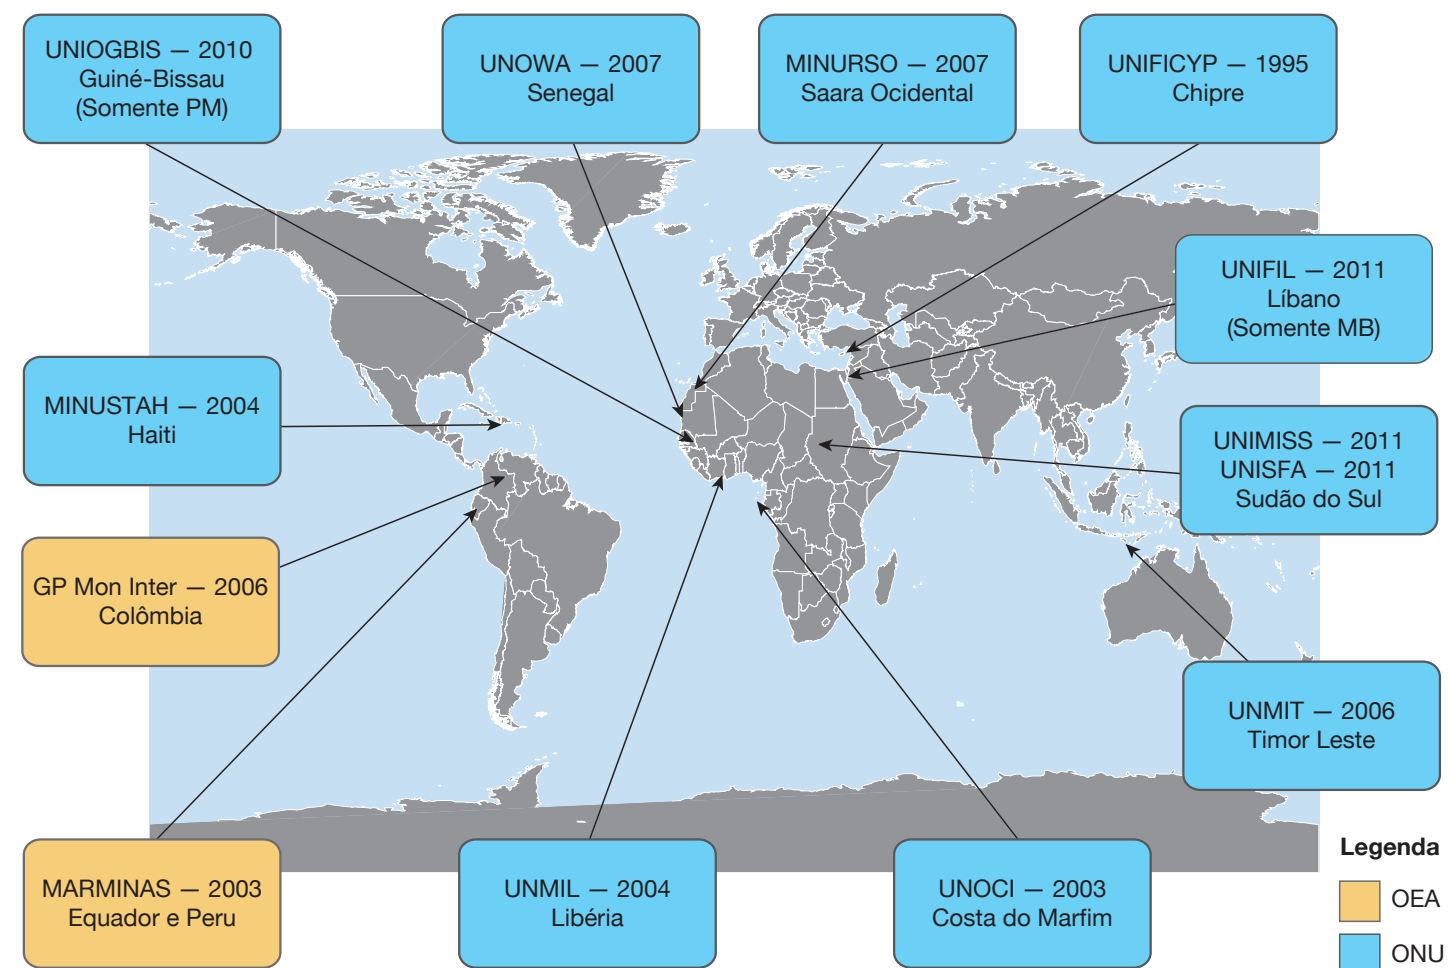 UNIOGBIS — 2010
Guiné-Bissau
(Somente PM)
UNOWA — 2007
Senegal
MINURSO — 2007
Saara Ocidental
UNIFICYP — 1995
Chipre
UNIFIL — 2011
Líbano
(Somente MB)
MINUSTAH — 2004
Haiti
UNIMISS — 2011
UNISFA — 2011
Sudão do Sul
GP Mon Inter — 2006
Colômbia
UNMIT — 2006
Timor Leste
MARMINAS — 2003
Equador e Peru
UNMIL — 2004
Libéria
UNOCI — 2003
Costa do Marfim
Legenda
OEA
ONU